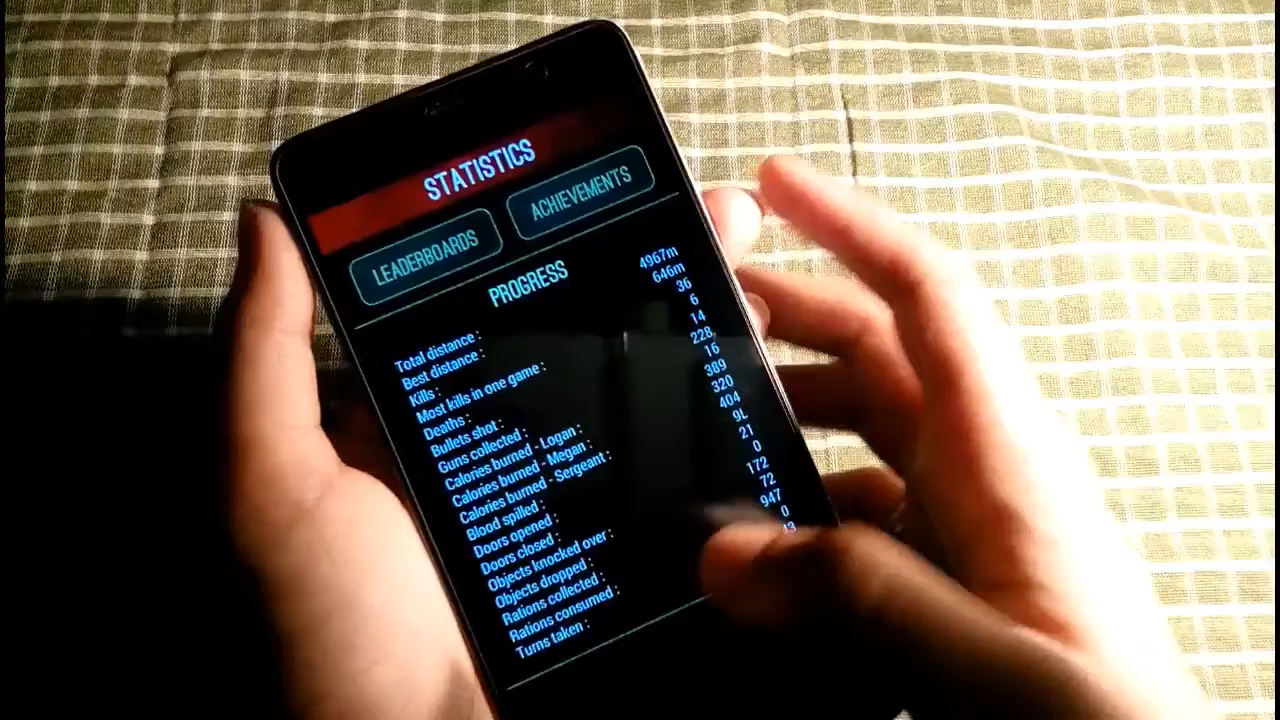 STATISTICS
LEADERBOARDS ACHIEVEMENTS
PROGRESS
Total distance : 4967m
Best distance : 646m
Kills : 36
Most kills in one game : 6
Deaths : 14
Bullets shot : 228
Guns collected : 16
Calories burned - Logan : 309
Calories burned - Megan : 320
Calories burned - Sergeant : 404
Blood spilled : 9L
Doors opened : 21
Doors closed : 0
Objects knocked over : 172
Objects dropped : 72
Rations collected : 947
Rations consumed : 0
Turns taken :